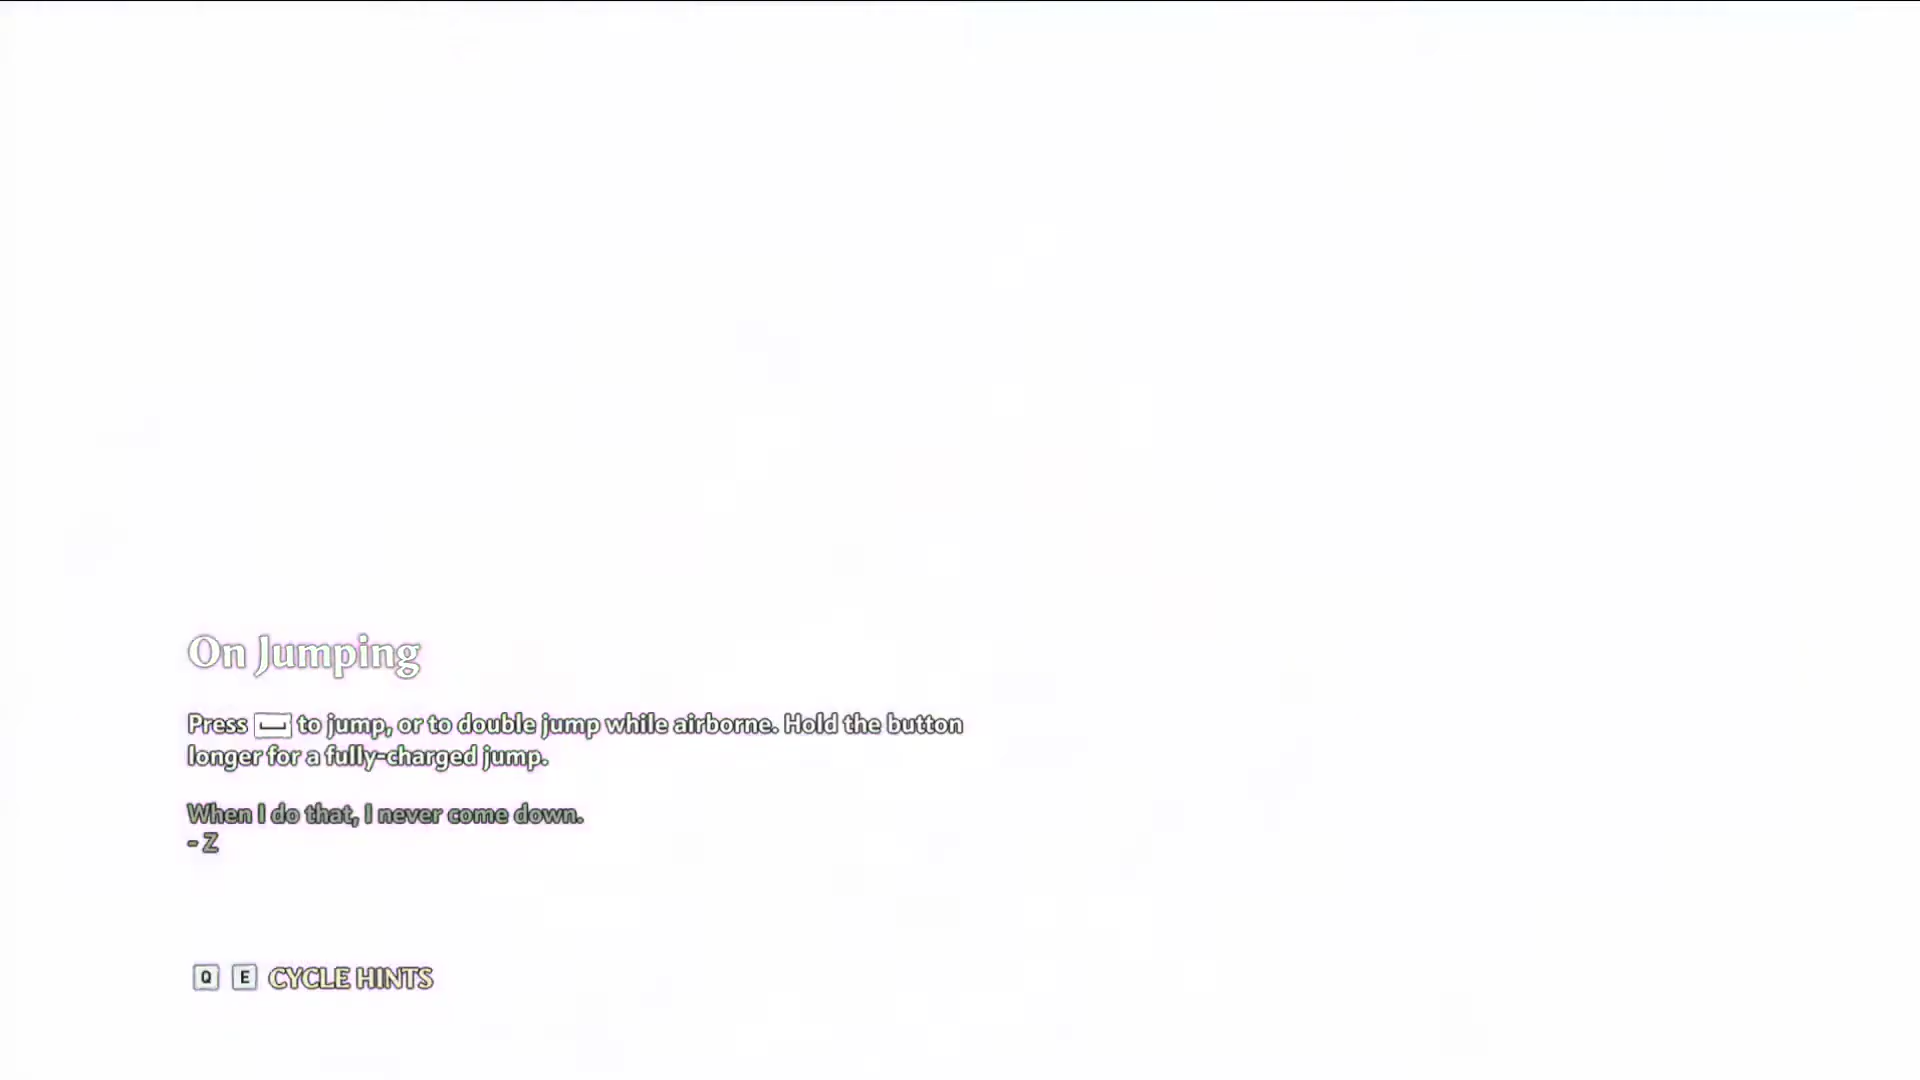 On Jumping
Press to jump, or to double jump while airborne. Hold the button
longer for a fully-charged jump.
When I do that, I never come down.
- Z
Q E CYCLE HINTS